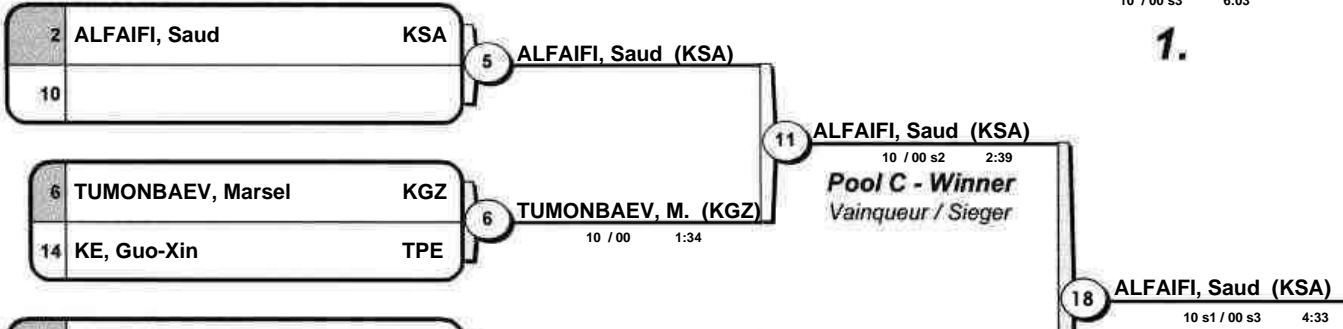 10 / 00 s3 6:03
1.
2 ALFAIFI, Saud KSA
10
5 ALFAIFI, Saud (KSA)
6 TUMONBAEV, Marsel KGZ
14 KE, Guo-Xin TPE
6 TUMONBAEV, M. (KGZ)
10 / 00 1:34
11 ALFAIFI, Saud (KSA)
10 / 00 s2 2:39
Pool C - Winner
Vainqueur / Sieger
18 ALFAIFI, Saud (KSA)
10 s1 / 00 s3 4:33